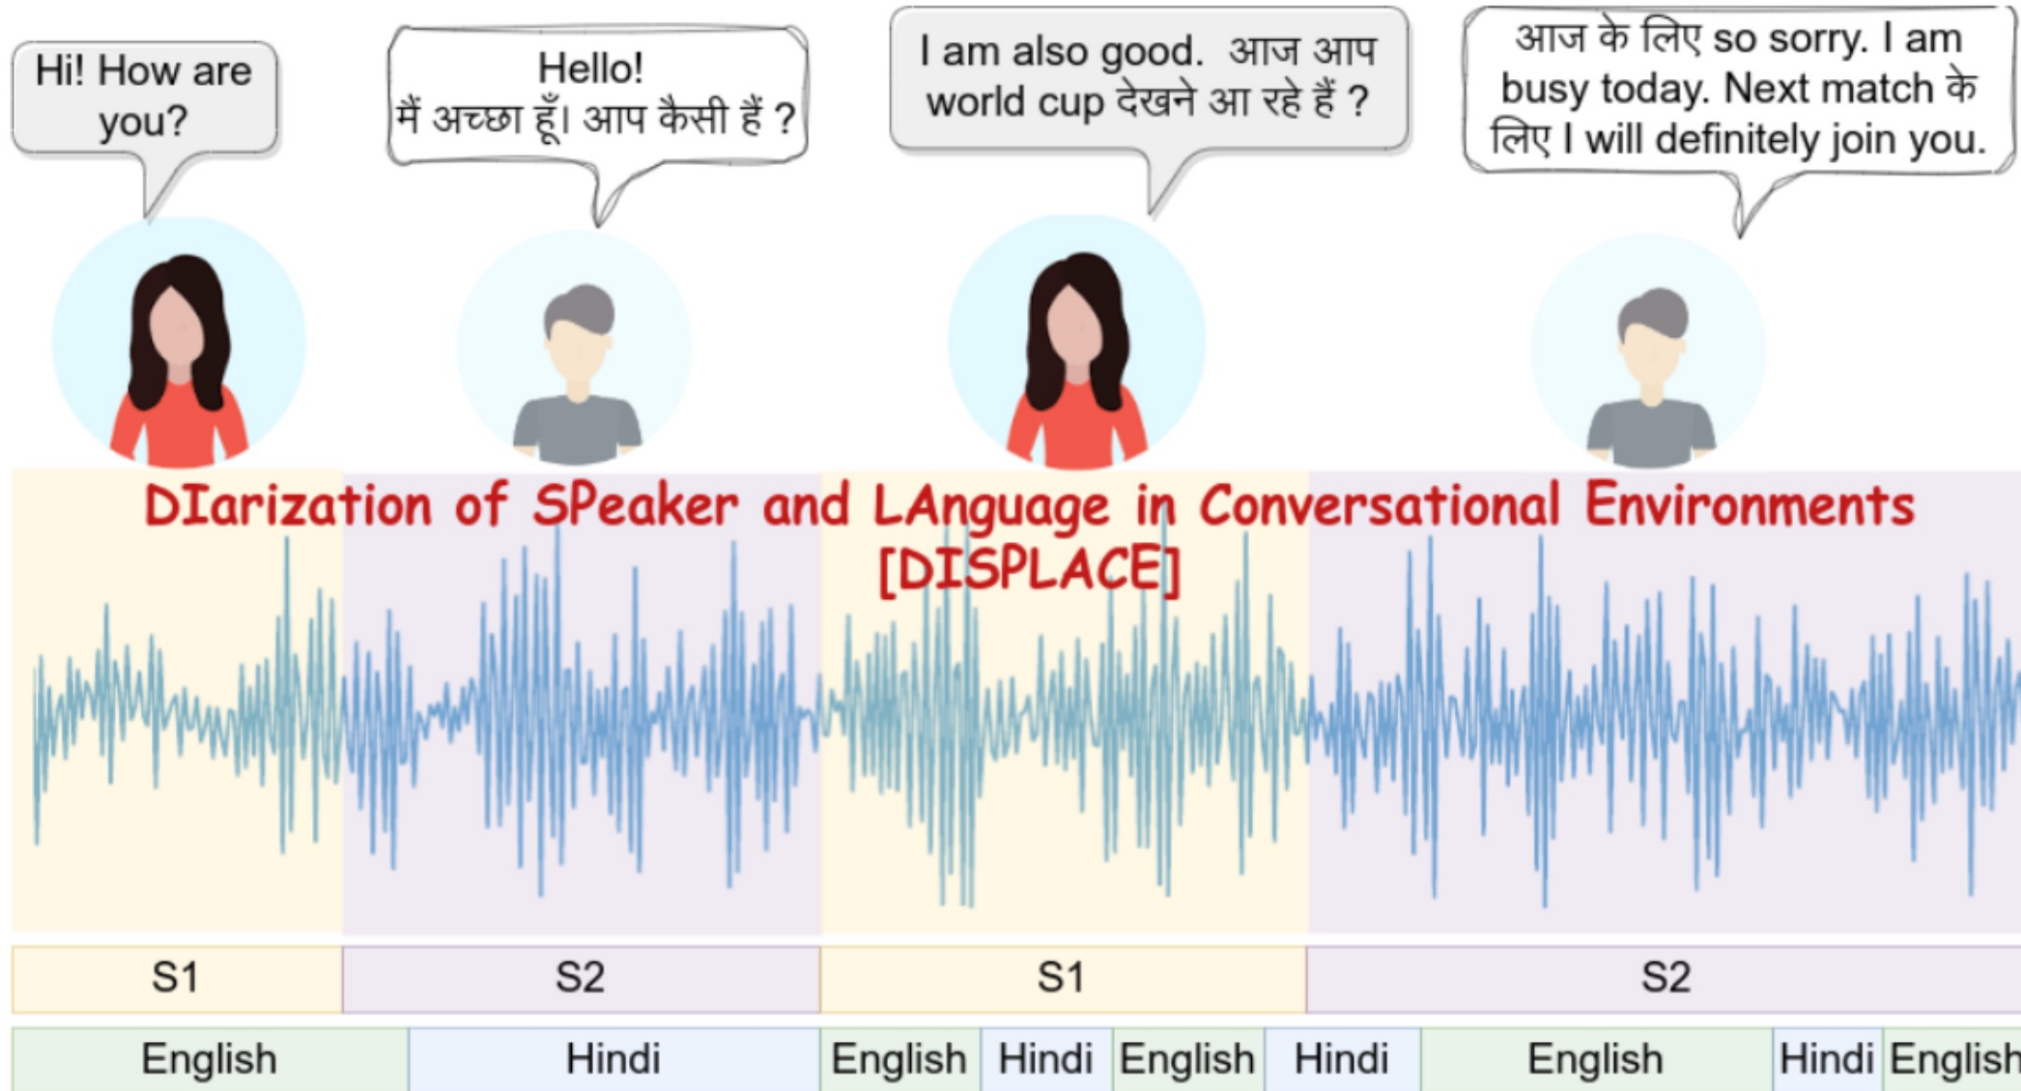 Hi! How are
you?
Hello!
मैं अच्छा हूँ। आप कैसी हैं ?
I am also good. आज आप
world cup देखने आ रहे हैं ?
आज के लिए so sorry. I am
busy today. Next match के
लिए I will definitely join you.
DIarization of SPeaker and LAnguage in Conversational Environments
[DISPLACE]
S1 S2 S1 S2
English Hindi English Hindi English Hindi English Hindi English